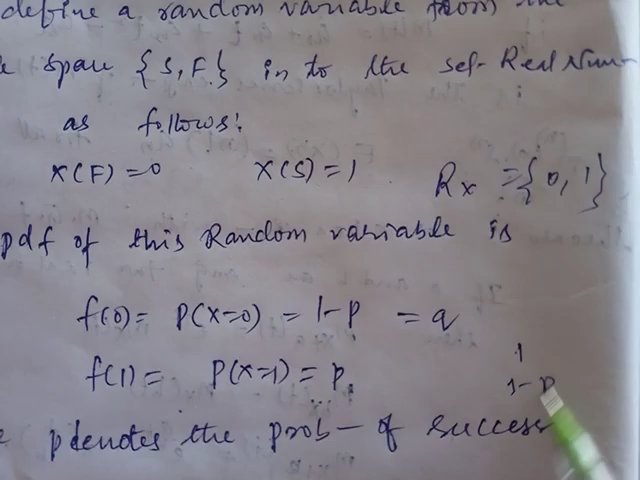 define a random variable from the
space {S, F} in to the set Real Num-
as follows:
X(F) = 0 X(S) = 1 Rx = {0, 1}
pdf of this Random variable is
f(0) = P(X=0) = 1-p = q
f(1) = P(X=1) = p.
1
1-p
p denotes the prob- of success